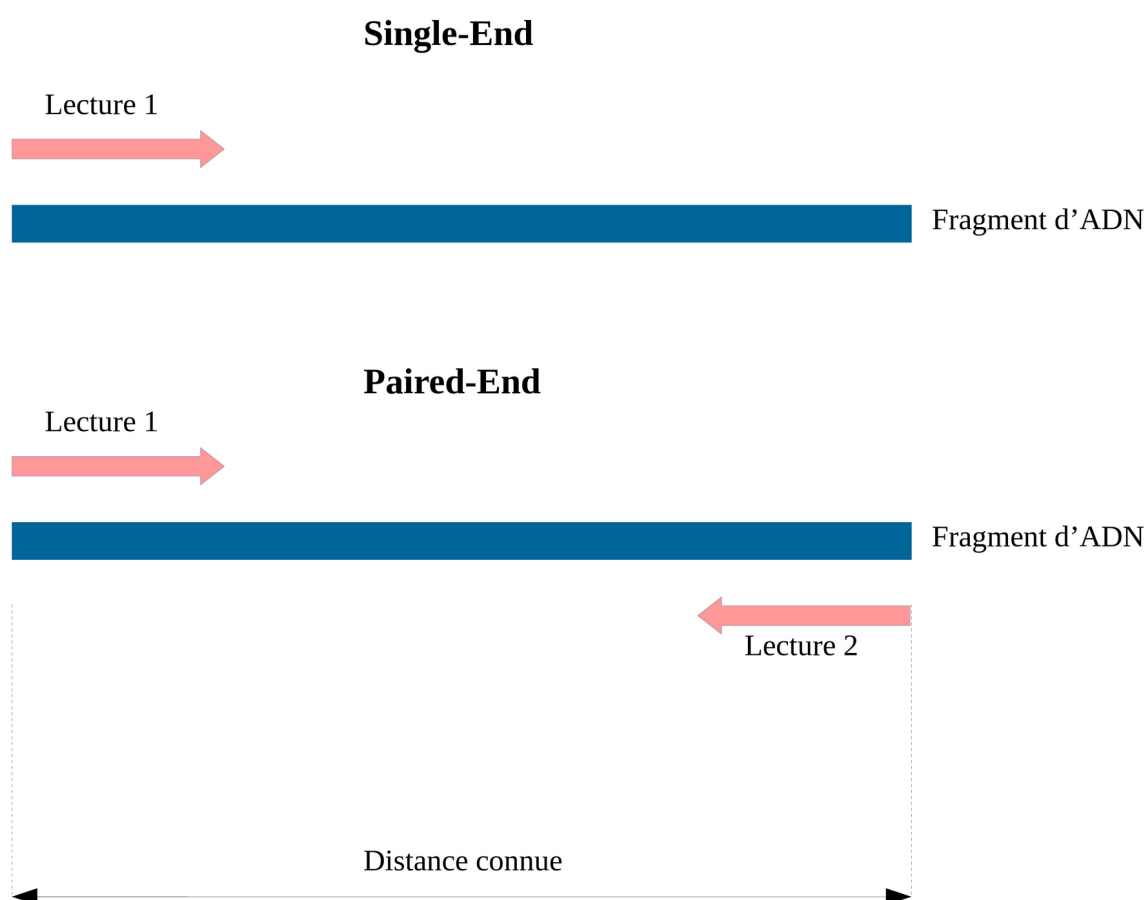 Single-End
Lecture 1
Fragment d’ADN
Paired-End
Lecture 1
Fragment d’ADN
Lecture 2
Distance connue